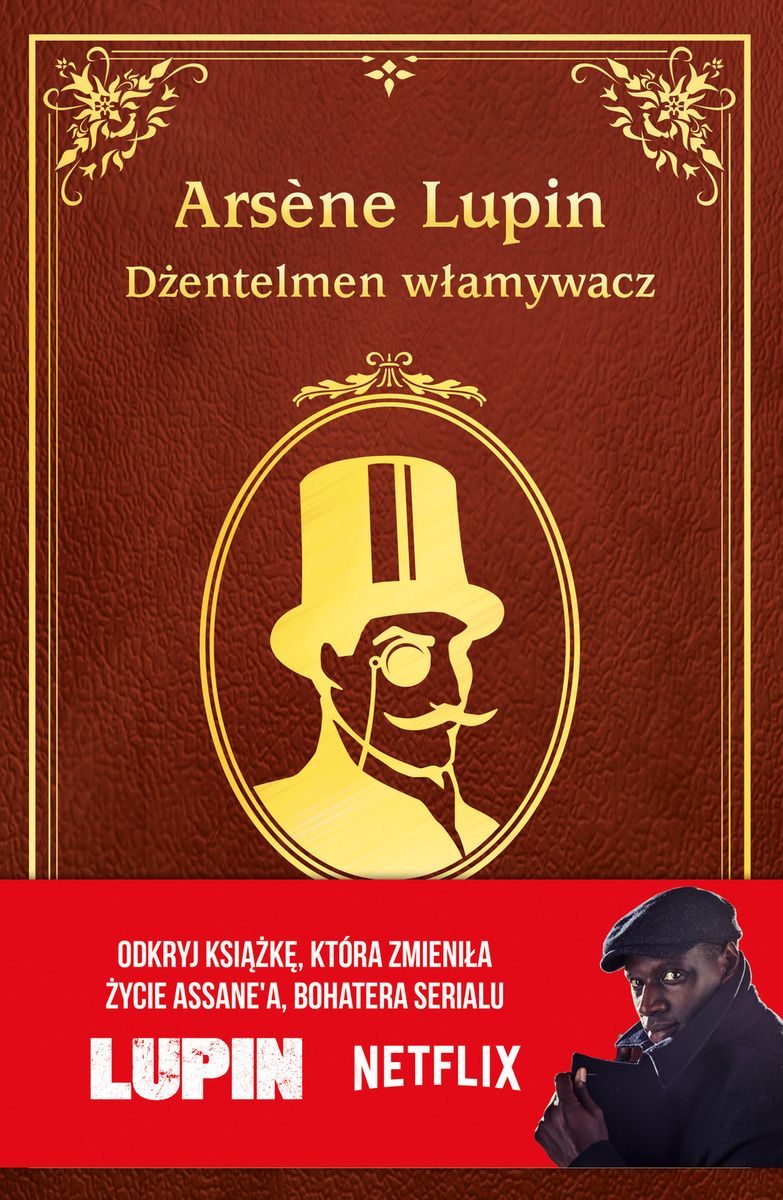 Arsène Lupin
Dżentelmen włamywacz
ODKRYJ KSIĄŻKĘ, KTÓRA ZMIENIŁA
ŻYCIE ASSANE'A, BOHATERA SERIALU
LUPIN NETFLIX